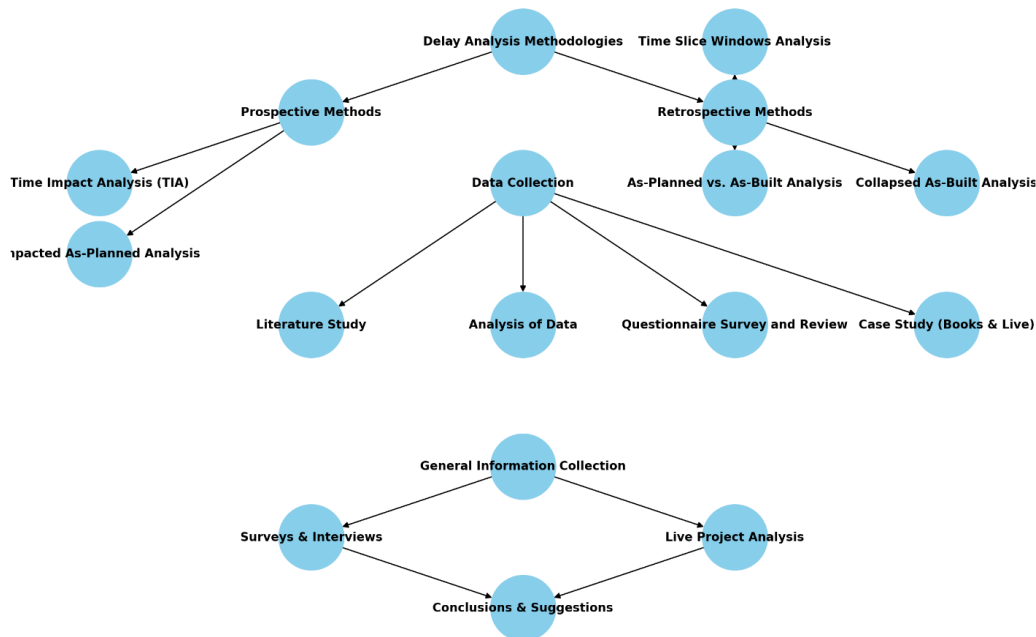 Delay Analysis Methodologies
Time Slice Windows Analysis
Prospective Methods
Retrospective Methods
Time Impact Analysis (TIA)
Data Collection
As-Planned vs. As-Built Analysis
Collapsed As-Built Analysis
pacted As-Planned Analysis
Literature Study
Analysis of Data
Questionnaire Survey and Review
Case Study (Books & Live)
General Information Collection
Surveys & Interviews
Live Project Analysis
Conclusions & Suggestions